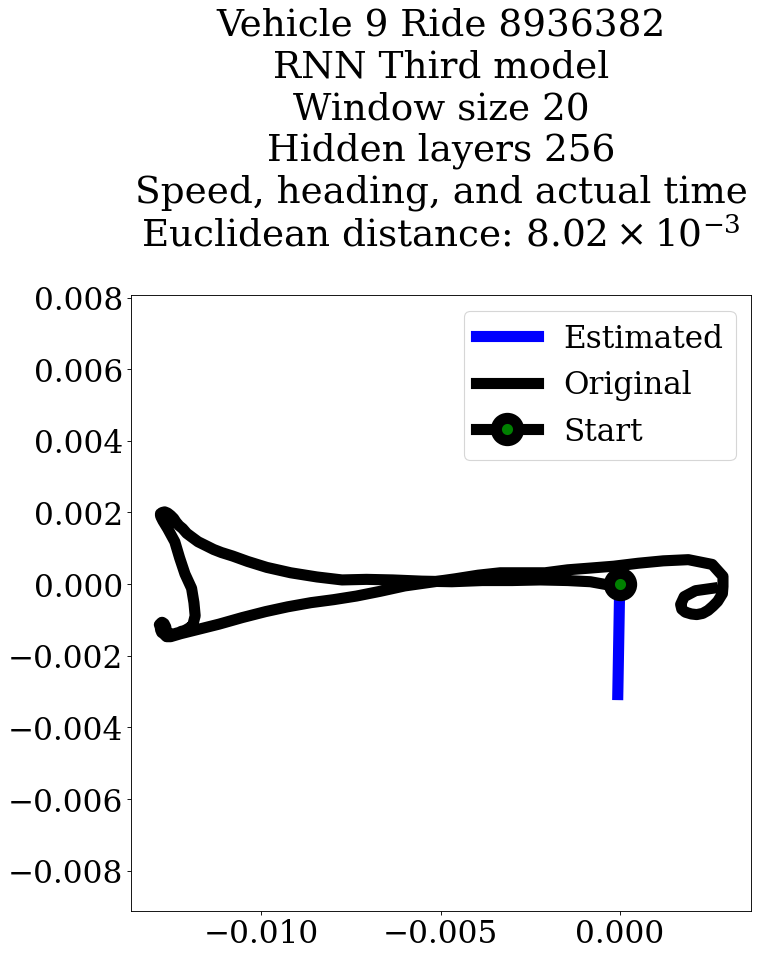 Vehicle 9 Ride 8936382
RNN Third model
Window size 20
Hidden layers 256
Speed, heading, and actual time
Euclidean distance: 8.02 × 10⁻³
Estimated
Original
Start
0.008
0.006
0.004
0.002
0.000
−0.002
−0.004
−0.006
−0.008
−0.010 −0.005 0.000